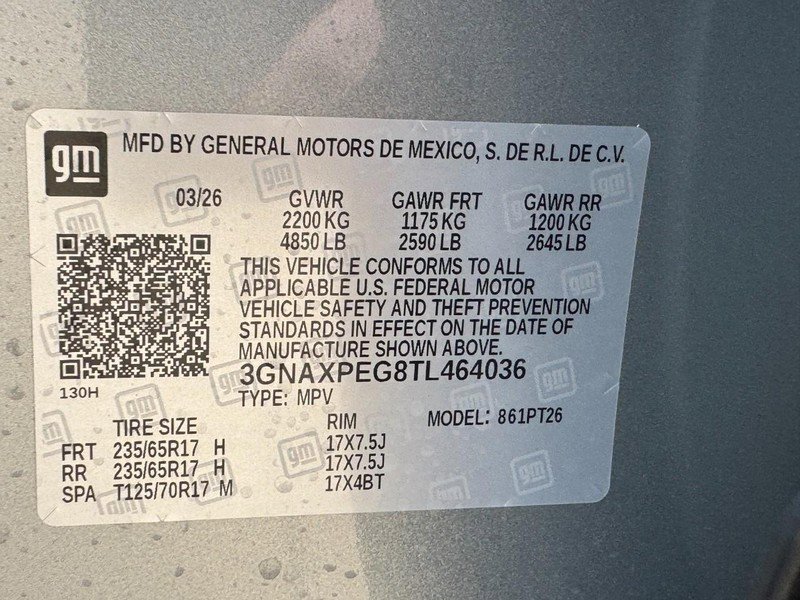 gm
MFD BY GENERAL MOTORS DE MEXICO, S. DE R.L. DE C.V.
03/26 GVWR GAWR FRT GAWR RR
2200 KG 1175 KG 1200 KG
4850 LB 2590 LB 2645 LB
THIS VEHICLE CONFORMS TO ALL
APPLICABLE U.S. FEDERAL MOTOR
VEHICLE SAFETY AND THEFT PREVENTION
STANDARDS IN EFFECT ON THE DATE OF
MANUFACTURE SHOWN ABOVE.
3GNAXPEG8TL464036
130H
TYPE: MPV
TIRE SIZE RIM MODEL: 861PT26
FRT 235/65R17 H 17X7.5J
RR 235/65R17 H 17X7.5J
SPA T125/70R17 M 17X4BT